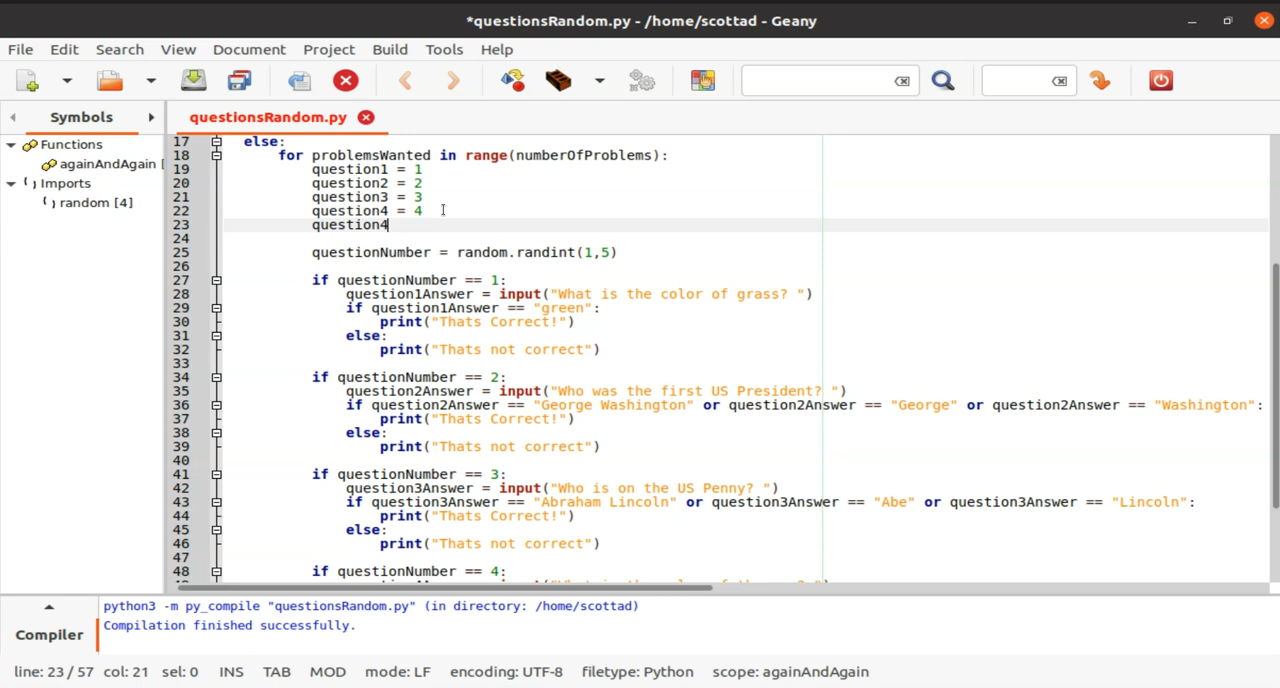 *questionsRandom.py - /home/scottad - Geany
File Edit Search View Document Project Build Tools Help
Symbols
questionsRandom.py
Functions
againAndAgain [
Imports
random [4]
17 else:
18 for problemsWanted in range(numberOfProblems):
19 question1 = 1
20 question2 = 2
21 question3 = 3
22 question4 = 4
23 question4
24
25 questionNumber = random.randint(1,5)
26
27 if questionNumber == 1:
28 question1Answer = input("What is the color of grass? ")
29 if question1Answer == "green":
30 print("Thats Correct!")
31 else:
32 print("Thats not correct")
33
34 if questionNumber == 2:
35 question2Answer = input("Who was the first US President? ")
36 if question2Answer == "George Washington" or question2Answer == "George" or question2Answer == "Washington":
37 print("Thats Correct!")
38 else:
39 print("Thats not correct")
40
41 if questionNumber == 3:
42 question3Answer = input("Who is on the US Penny? ")
43 if question3Answer == "Abraham Lincoln" or question3Answer == "Abe" or question3Answer == "Lincoln":
44 print("Thats Correct!")
45 else:
46 print("Thats not correct")
47
48 if questionNumber == 4:
Compiler
python3 -m py_compile "questionsRandom.py" (in directory: /home/scottad)
Compilation finished successfully.
line: 23 / 57 col: 21 sel: 0 INS TAB MOD mode: LF encoding: UTF-8 filetype: Python scope: againAndAgain